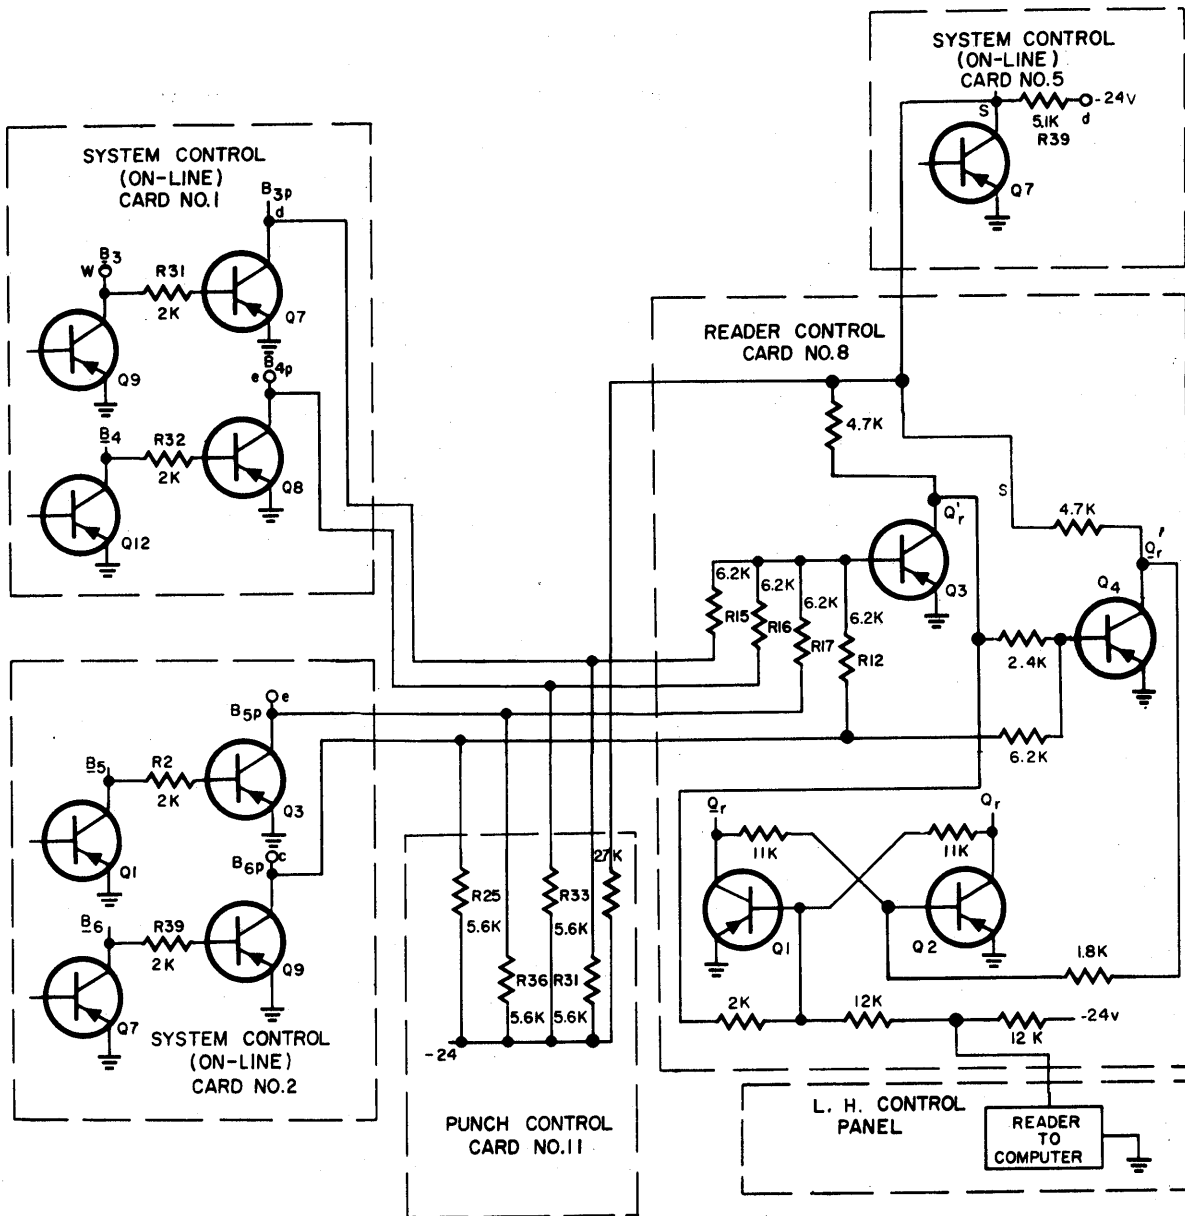 SYSTEM CONTROL
(ON-LINE)
CARD NO.5
S
-24V
5.1K
d
R39
Q7
SYSTEM CONTROL
(ON-LINE)
CARD NO.1
B3p
d
B3
W
R31
2K
Q7
Q9
B4p
e
B4
R32
2K
Q8
Q12
READER CONTROL
CARD NO.8
4.7K
S
4.7K
Q'r
Q'r
Q3
Q4
6.2K
6.2K
6.2K
6.2K
R15
R16
R17
R12
2.4K
6.2K
e
B5p
B5
R2
2K
Q3
Q1
B6p
c
B6
R39
2K
Q9
Q7
SYSTEM CONTROL
(ON-LINE)
CARD NO.2
27K
R25
5.6K
R33
5.6K
R36
5.6K
R31
5.6K
-24
PUNCH CONTROL
CARD NO.11
Qr
Qr
11K
11K
Q1
Q2
1.8K
2K
12K
12K
-24v
L. H. CONTROL
PANEL
READER
TO
COMPUTER